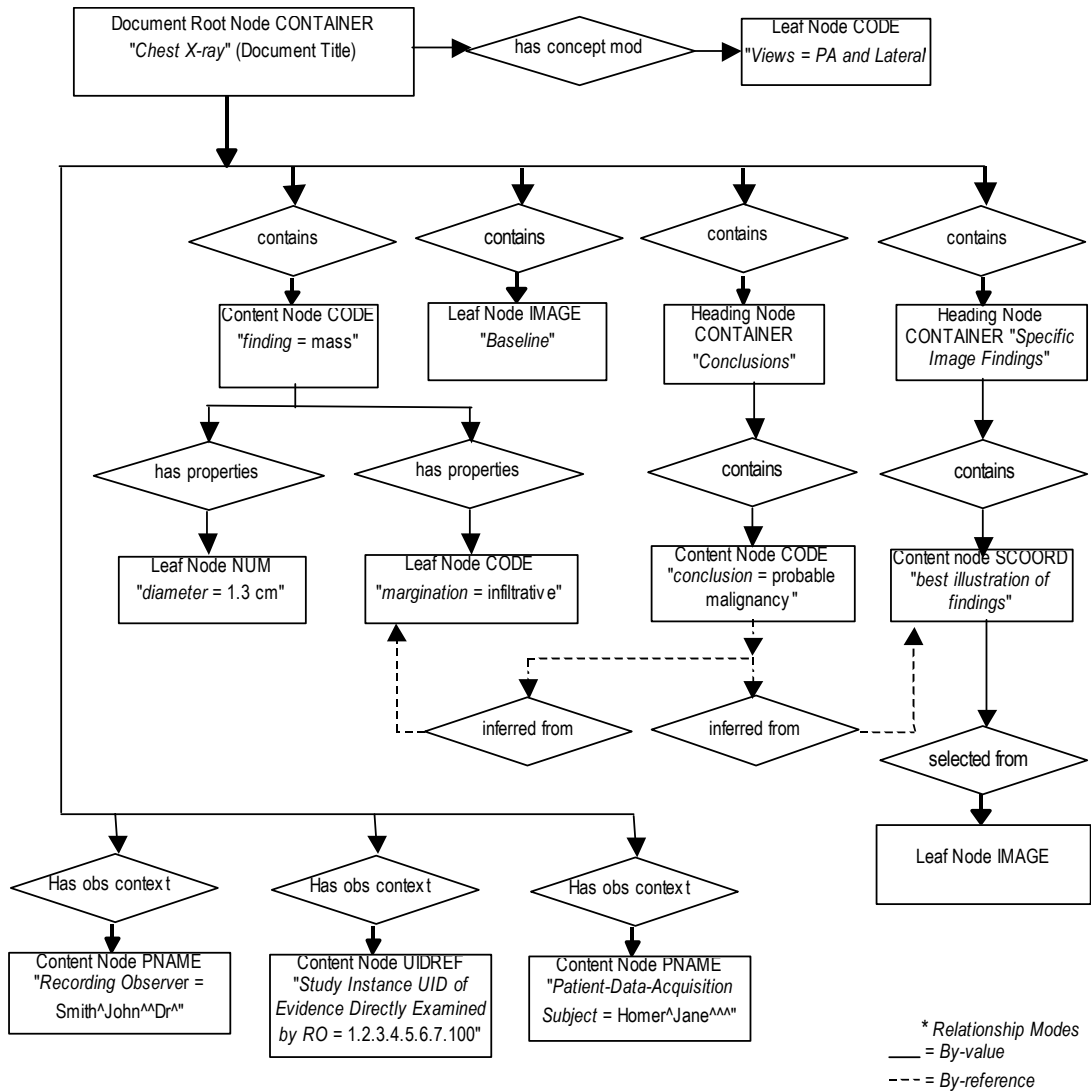 Document Root Node CONTAINER
"Chest X-ray" (Document Title)
has concept mod
Leaf Node CODE
"Views = PA and Lateral
contains
contains
contains
contains
Content Node CODE
"finding = mass"
Leaf Node IMAGE
"Baseline"
Heading Node
CONTAINER
"Conclusions"
Heading Node
CONTAINER "Specific
Image Findings"
has properties
has properties
contains
contains
Leaf Node NUM
"diameter = 1.3 cm"
Leaf Node CODE
"margination = infiltrative"
Content Node CODE
"conclusion = probable
malignancy"
Content node SCOORD
"best illustration of
findings"
inferred from
inferred from
selected from
Leaf Node IMAGE
Has obs context
Has obs context
Has obs context
Content Node PNAME
"Recording Observer =
Smith^John^^Dr^"
Content Node UIDREF
"Study Instance UID of
Evidence Directly Examined
by RO = 1.2.3.4.5.6.7.100"
Content Node PNAME
"Patient-Data-Acquisition
Subject = Homer^Jane^^^"
* Relationship Modes
= By-value
= By-reference